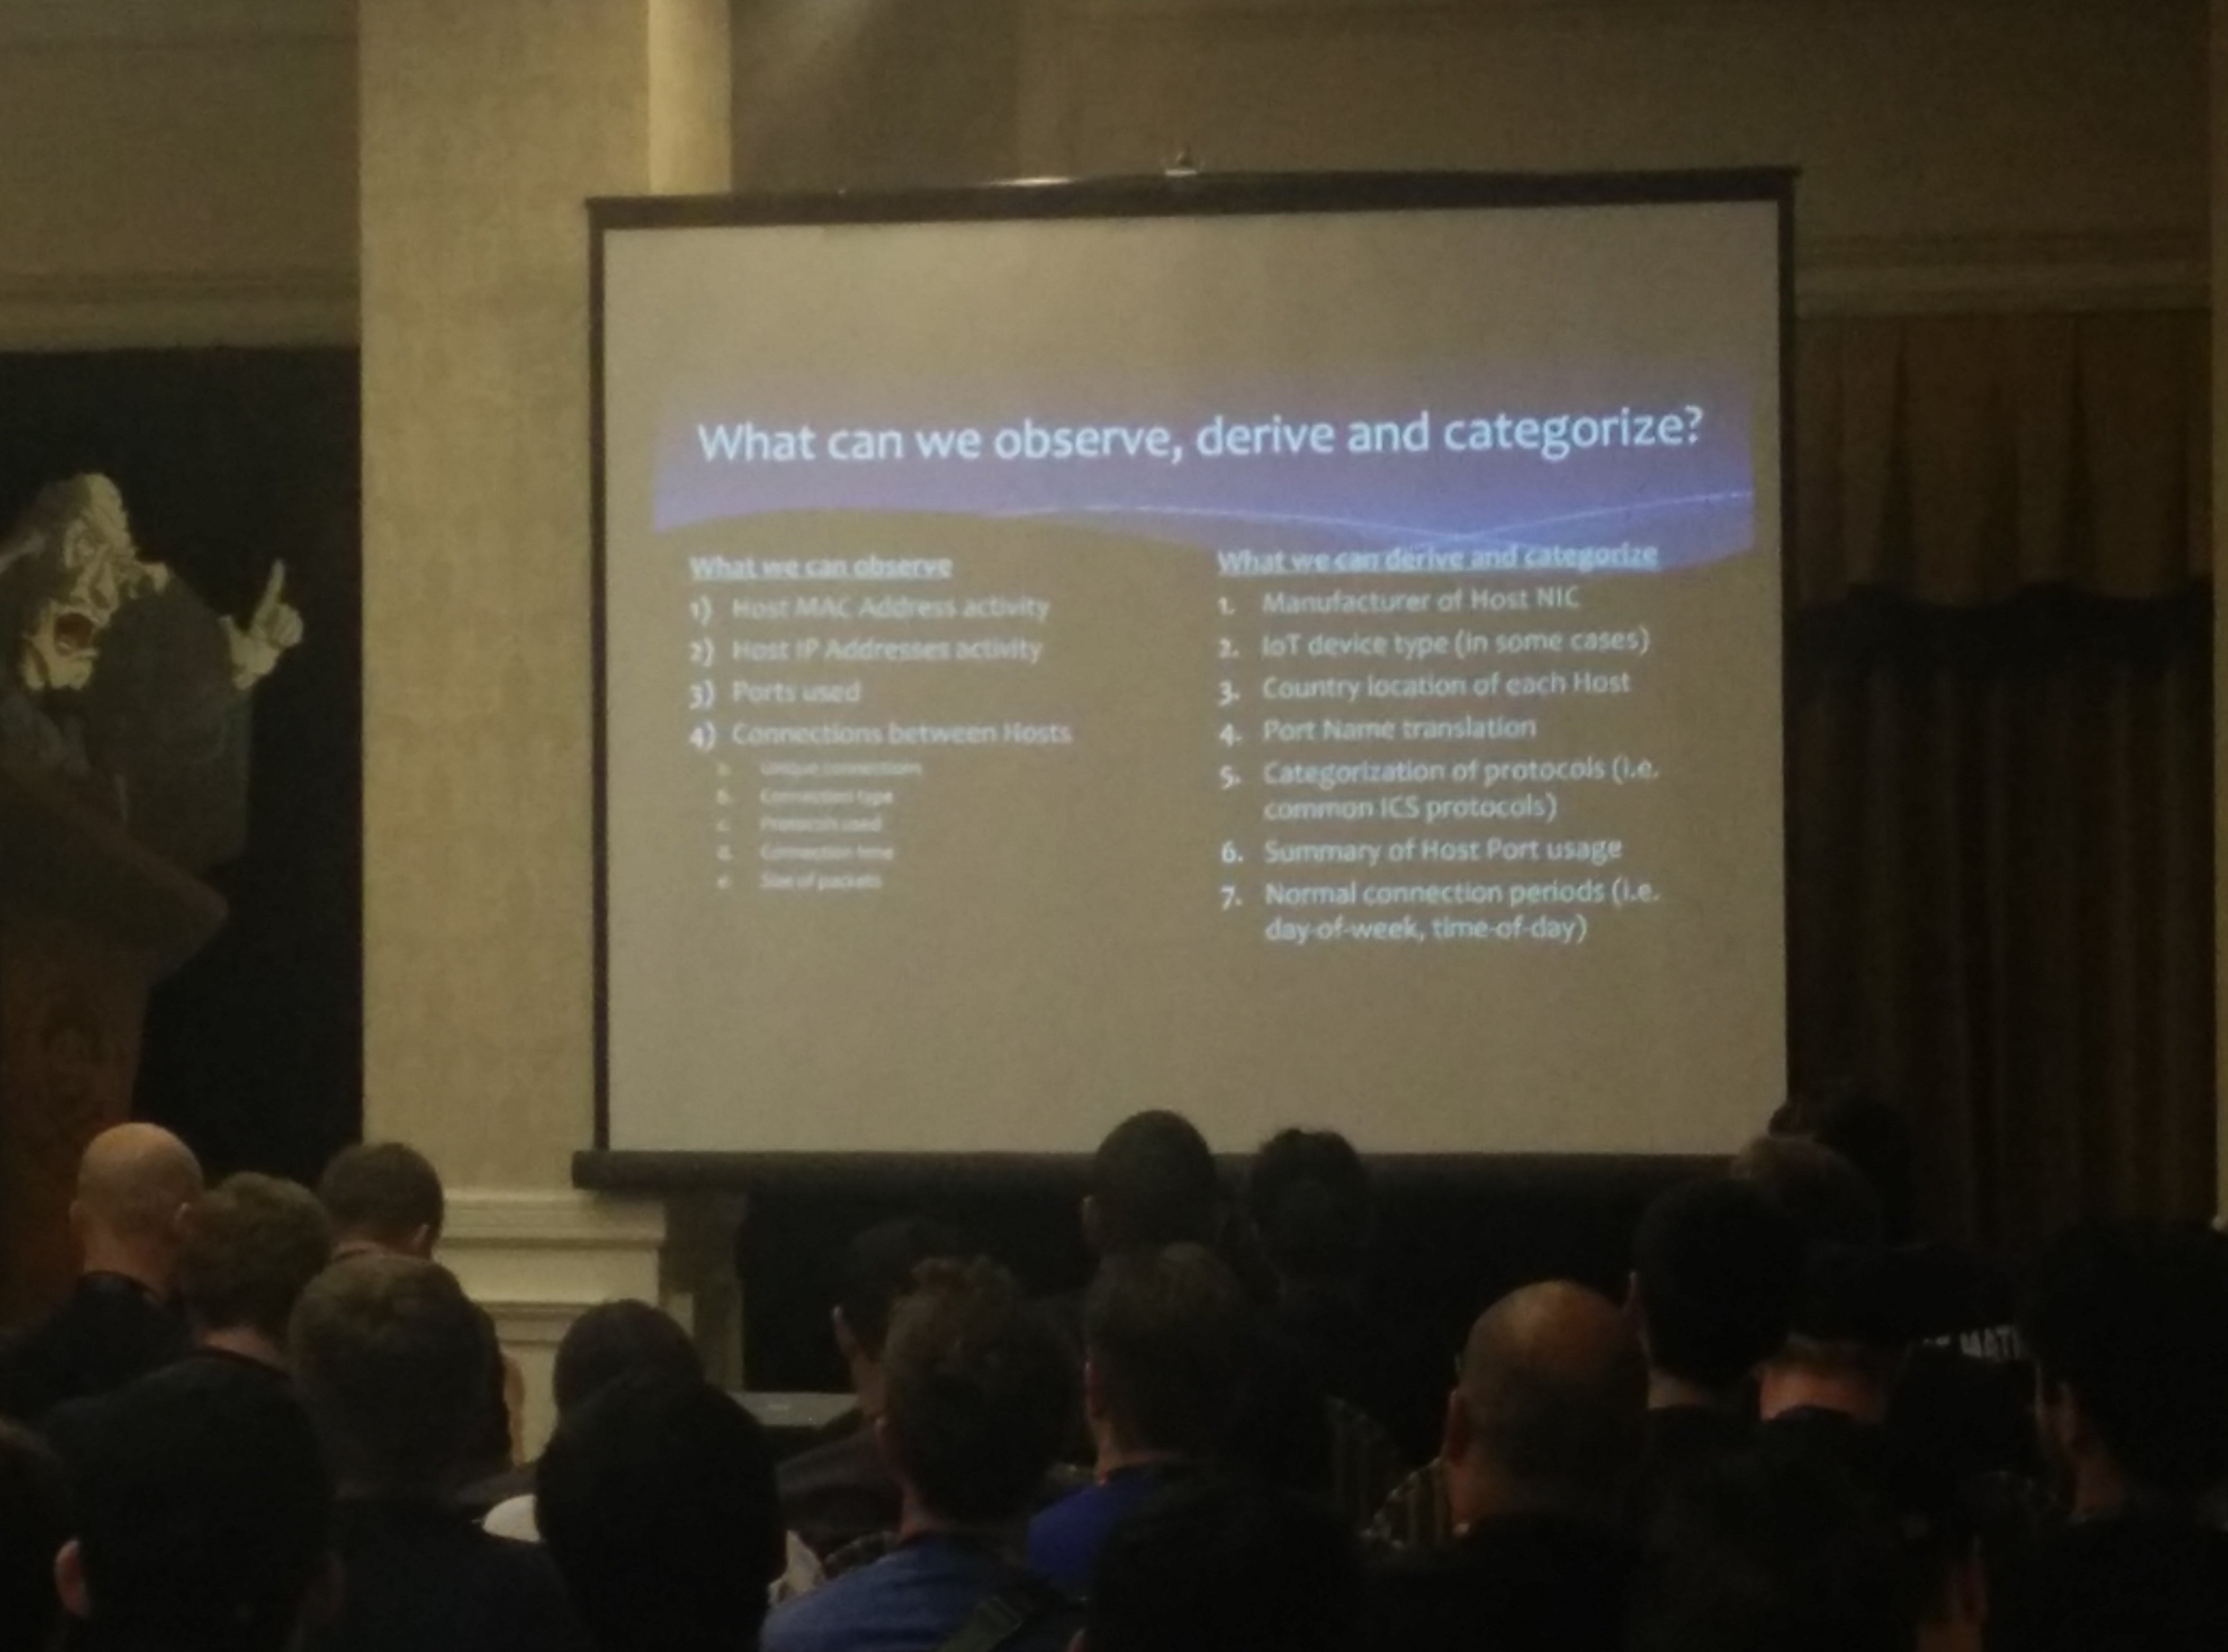 What can we observe, derive and categorize?
What we can observe
1) Host MAC Address activity
2) Host IP Addresses activity
3) Ports used
4) Connections between Hosts
a. Unique connections
b. Connection type
c. Protocols used
d. Connection time
e. Size of packets
What we can derive and categorize
1. Manufacturer of Host NIC
2. IoT device type (in some cases)
3. Country location of each Host
4. Port Name translation
5. Categorization of protocols (i.e.
common ICS protocols)
6. Summary of Host Port usage
7. Normal connection periods (i.e.
day-of-week, time-of-day)